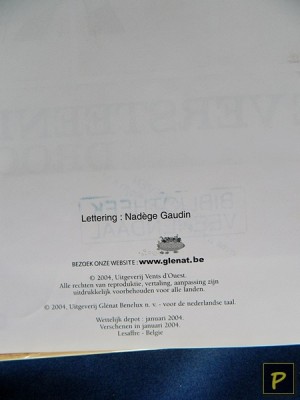 VERSTEEN
Lettering : Nadège Gaudin
BEZOEK ONZE WEBSITE : www.glenat.be
© 2004, Uitgeverij Vents d'Ouest.
Alle rechten van reproduktie, vertaling, aanpassing zijn
uitdrukkelijk voorbehouden voor alle landen.
© 2004, Uitgeverij Glénat Benelux n. v. - voor de nederlandse taal.
Wettelijk depot : januari 2004.
Verschenen in januari 2004.
Lesaffre - Belgie
P